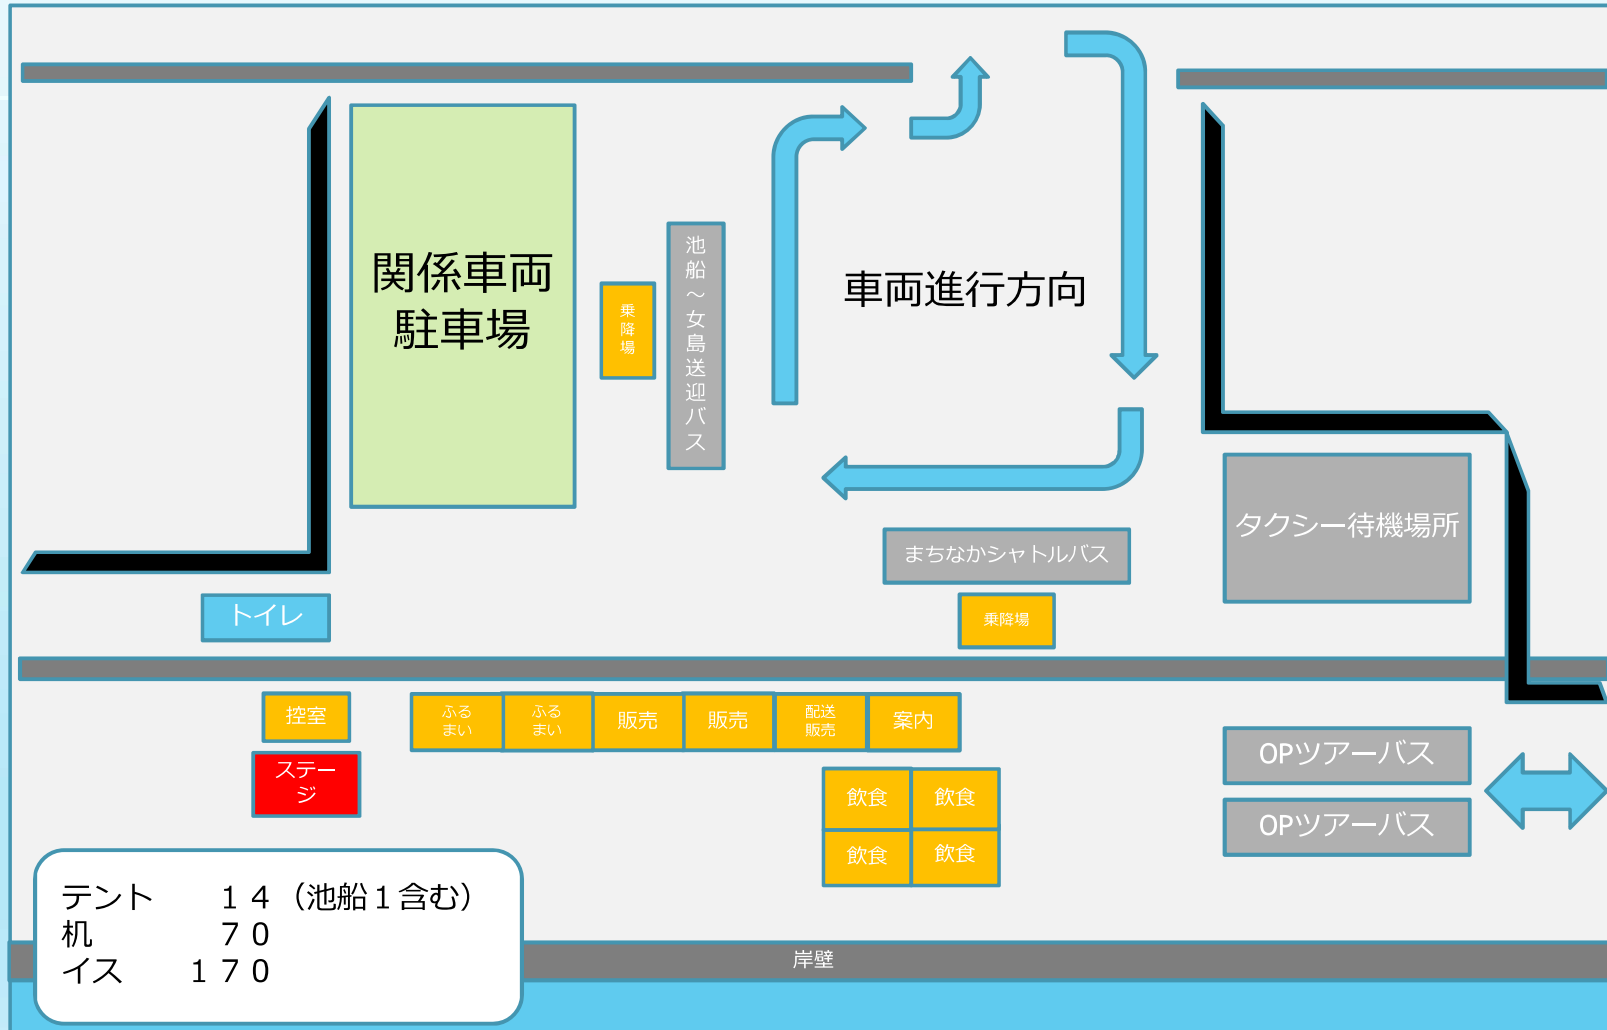 関係車両
駐車場
乗降場
池船～女島送迎バス
車両進行方向
タクシー待機場所
まちなかシャトルバス
乗降場
トイレ
控室
ステー
ジ
ふる
まい
ふる
まい
販売
販売
配送
販売
案内
飲食
飲食
飲食
飲食
OPツアーバス
OPツアーバス
テント　　１４（池船１含む）
机　　　　７０
イス　　１７０
岸壁